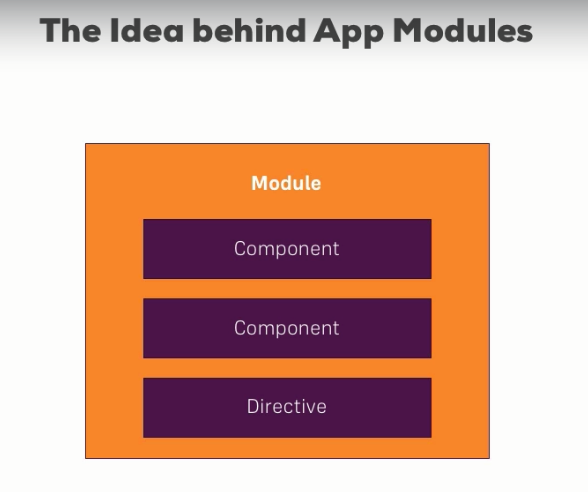 The Idea behind App Modules
Module
Component
Component
Directive